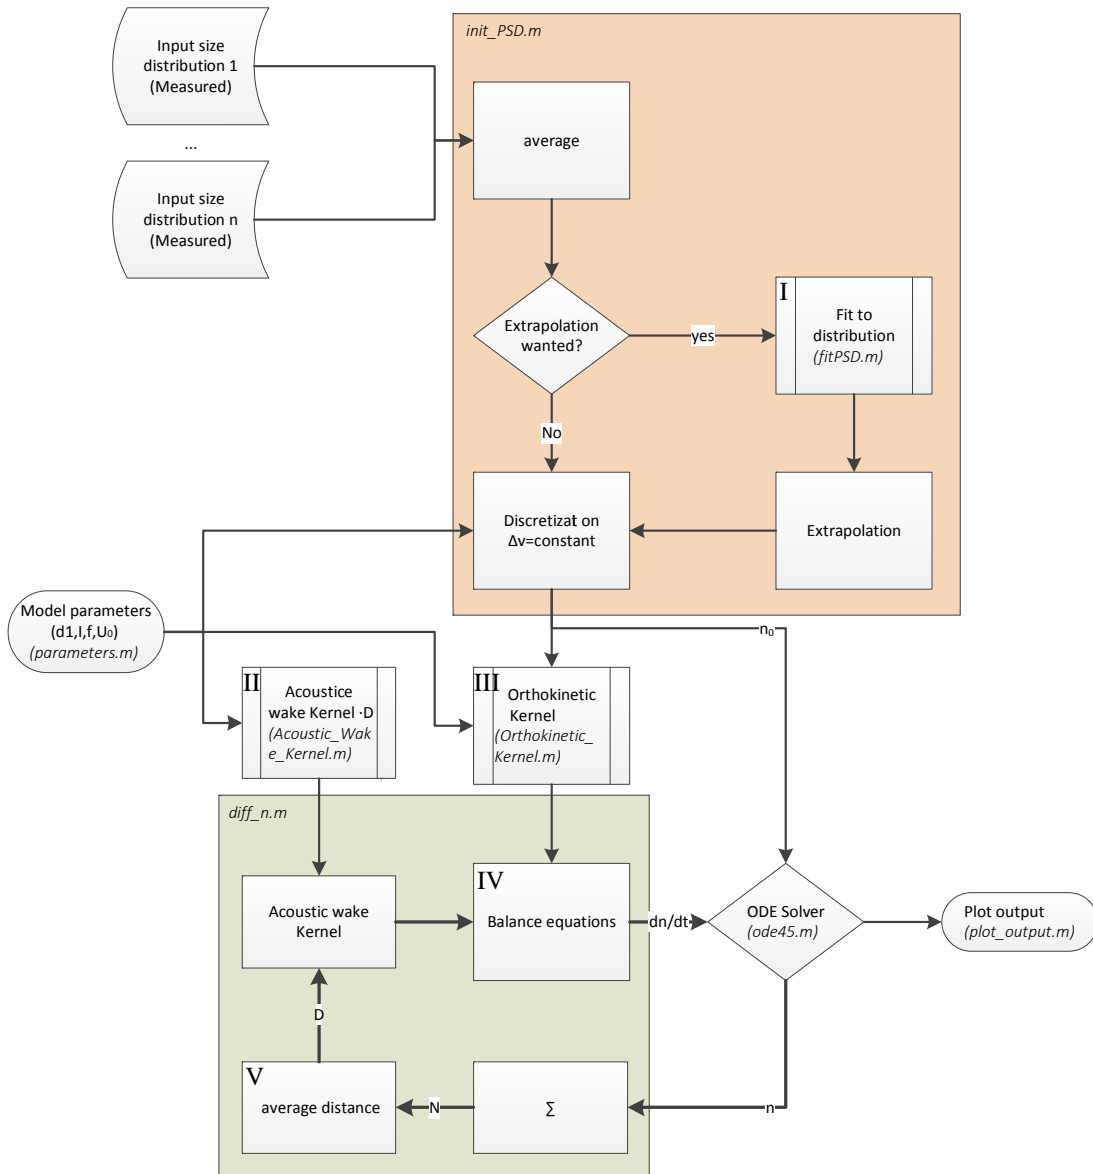 Input size
distribution 1
(Measured)
...
Input size
distribution n
(Measured)
init_PSD.m
average
Extrapolation
wanted?
yes
I
Fit to
distribution
(fitPSD.m)
No
Discretizat on
Δv=constant
Extrapolation
Model parameters
(d1,I,f,U₀)
(parameters.m)
n₀
II
Acoustice
wake Kernel ·D
(Acoustic_Wak
e_Kernel.m)
III
Orthokinetic
Kernel
(Orthokinetic_
Kernel.m)
diff_n.m
Acoustic wake
Kernel
IV
Balance equations
dn/dt
ODE Solver
(ode45.m)
Plot output
(plot_output.m)
D
V
average distance
N
∑
n